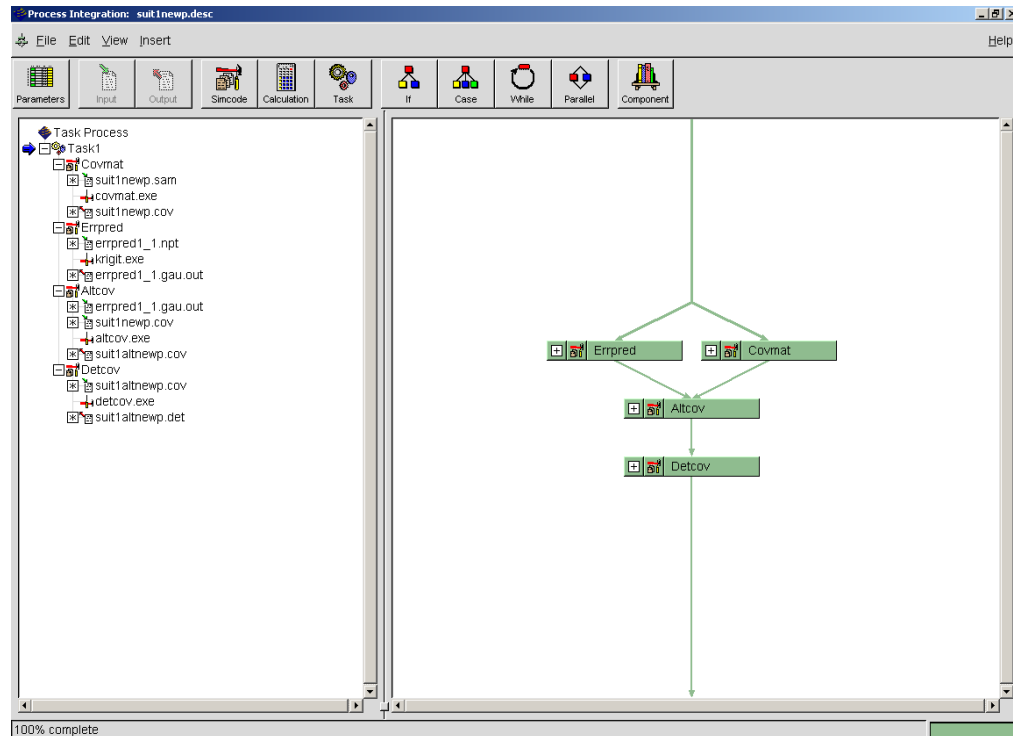 Process Integration: suit1newp.desc
File Edit View Insert Help
Parameters Input Output Simcode Calculation Task If Case While Parallel Component
Task Process
Task1
Covmat
suit1newp.sam
covmat.exe
suit1newp.cov
Errpred
errpred1_1.npt
krigit.exe
errpred1_1.gau.out
Altcov
errpred1_1.gau.out
suit1newp.cov
altcov.exe
suit1altnewp.cov
Detcov
suit1altnewp.cov
detcov.exe
suit1altnewp.det
Errpred Covmat
Altcov
Detcov
100% complete